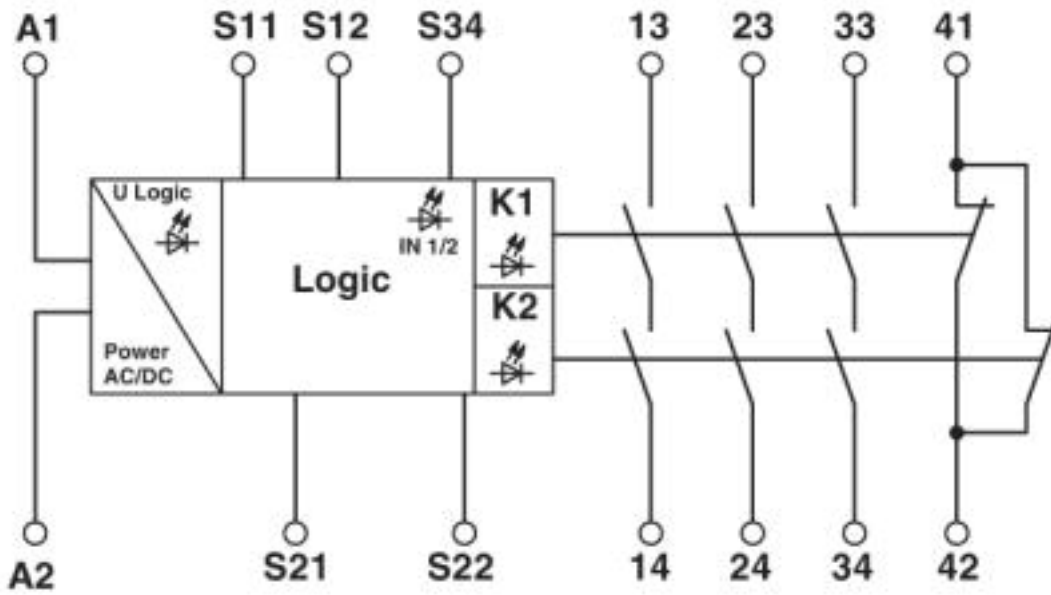 A1 S11 S12 S34 13 23 33 41
U Logic
K1
IN 1/2
Logic
K2
Power
AC/DC
A2 S21 S22 14 24 34 42